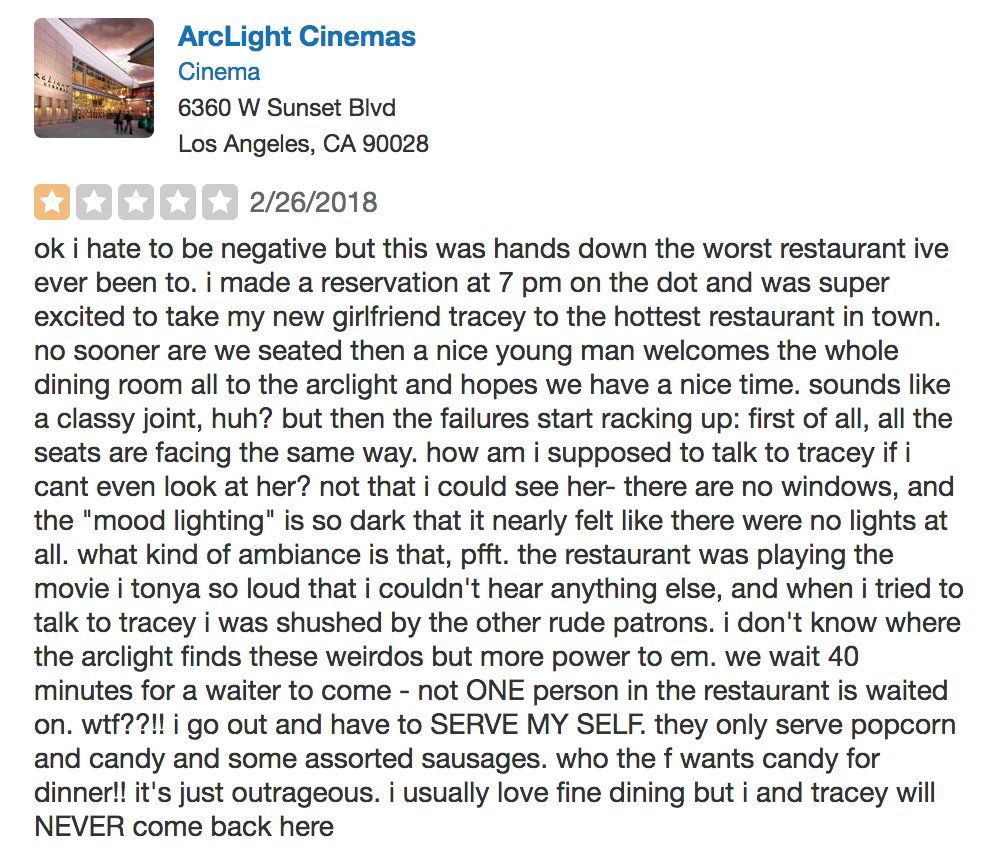 ArcLight Cinemas
Cinema
6360 W Sunset Blvd
Los Angeles, CA 90028
2/26/2018
ok i hate to be negative but this was hands down the worst restaurant ive
ever been to. i made a reservation at 7 pm on the dot and was super
excited to take my new girlfriend tracey to the hottest restaurant in town.
no sooner are we seated then a nice young man welcomes the whole
dining room all to the arclight and hopes we have a nice time. sounds like
a classy joint, huh? but then the failures start racking up: first of all, all the
seats are facing the same way. how am i supposed to talk to tracey if i
cant even look at her? not that i could see her- there are no windows, and
the "mood lighting" is so dark that it nearly felt like there were no lights at
all. what kind of ambiance is that, pfft. the restaurant was playing the
movie i tonya so loud that i couldn't hear anything else, and when i tried to
talk to tracey i was shushed by the other rude patrons. i don't know where
the arclight finds these weirdos but more power to em. we wait 40
minutes for a waiter to come - not ONE person in the restaurant is waited
on. wtf??!! i go out and have to SERVE MY SELF. they only serve popcorn
and candy and some assorted sausages. who the f wants candy for
dinner!! it's just outrageous. i usually love fine dining but i and tracey will
NEVER come back here